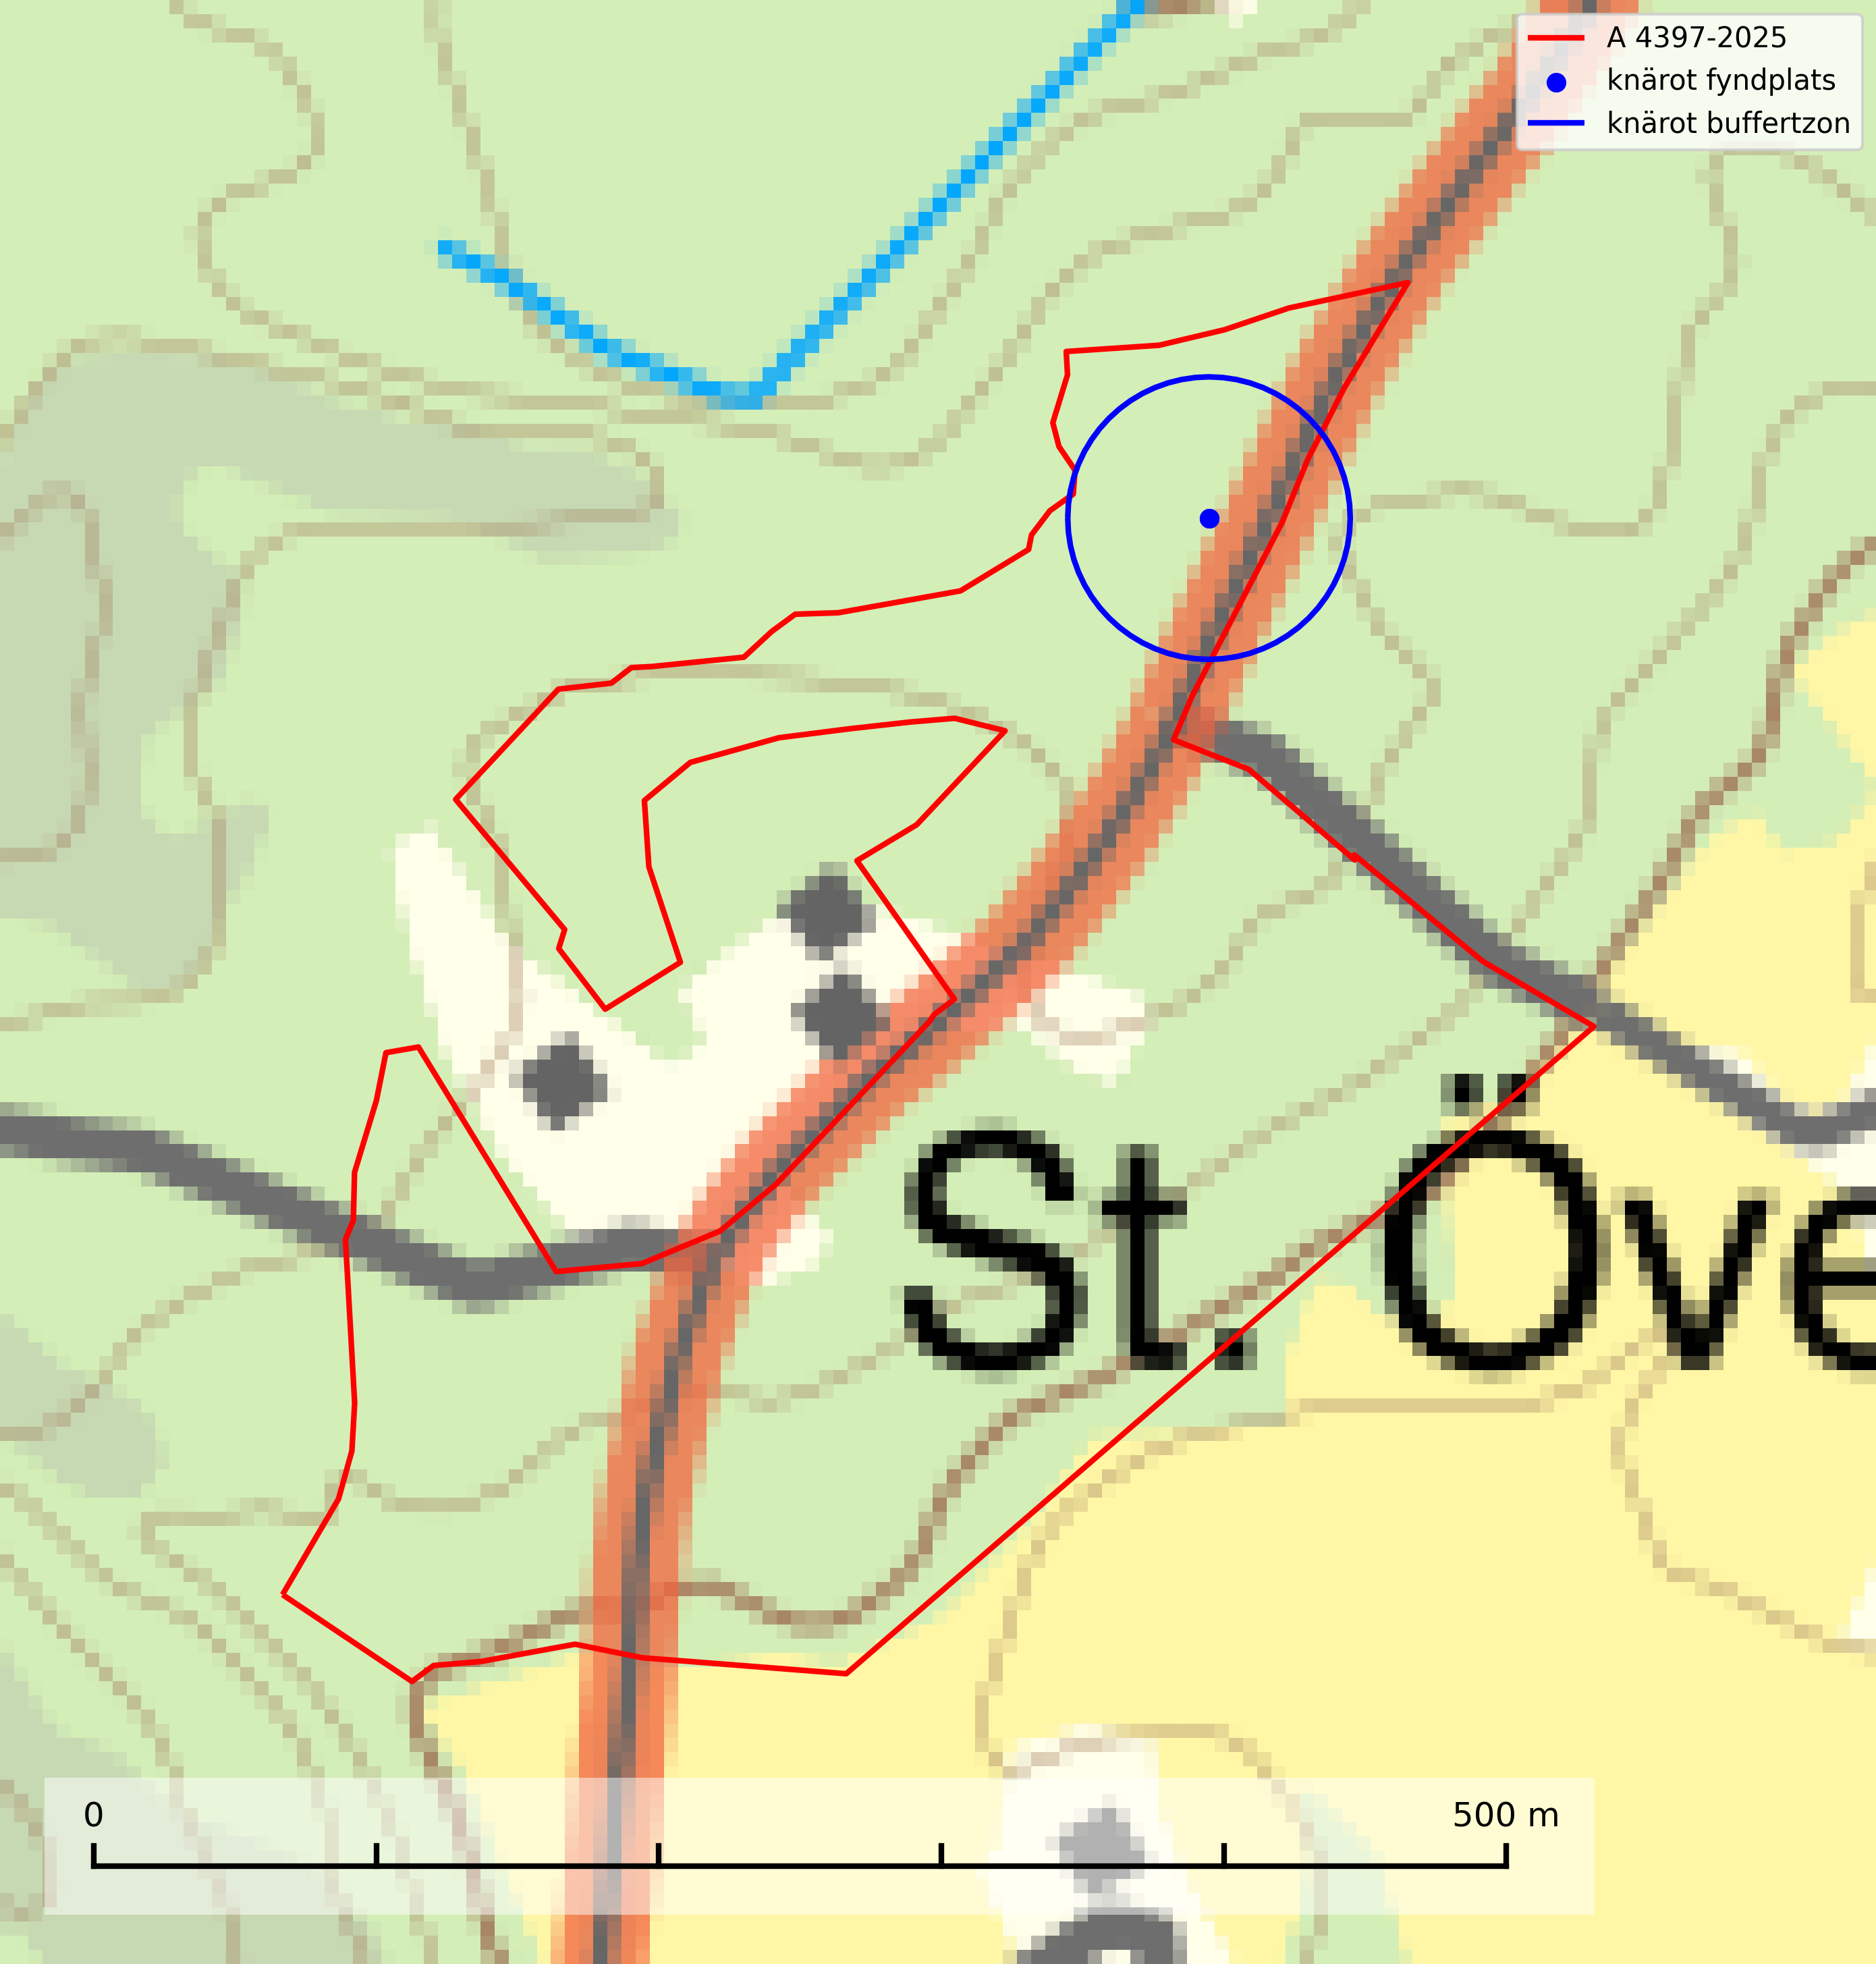 A 4397-2025
knärot fyndplats
knärot buffertzon
St. Öve
0 500 m